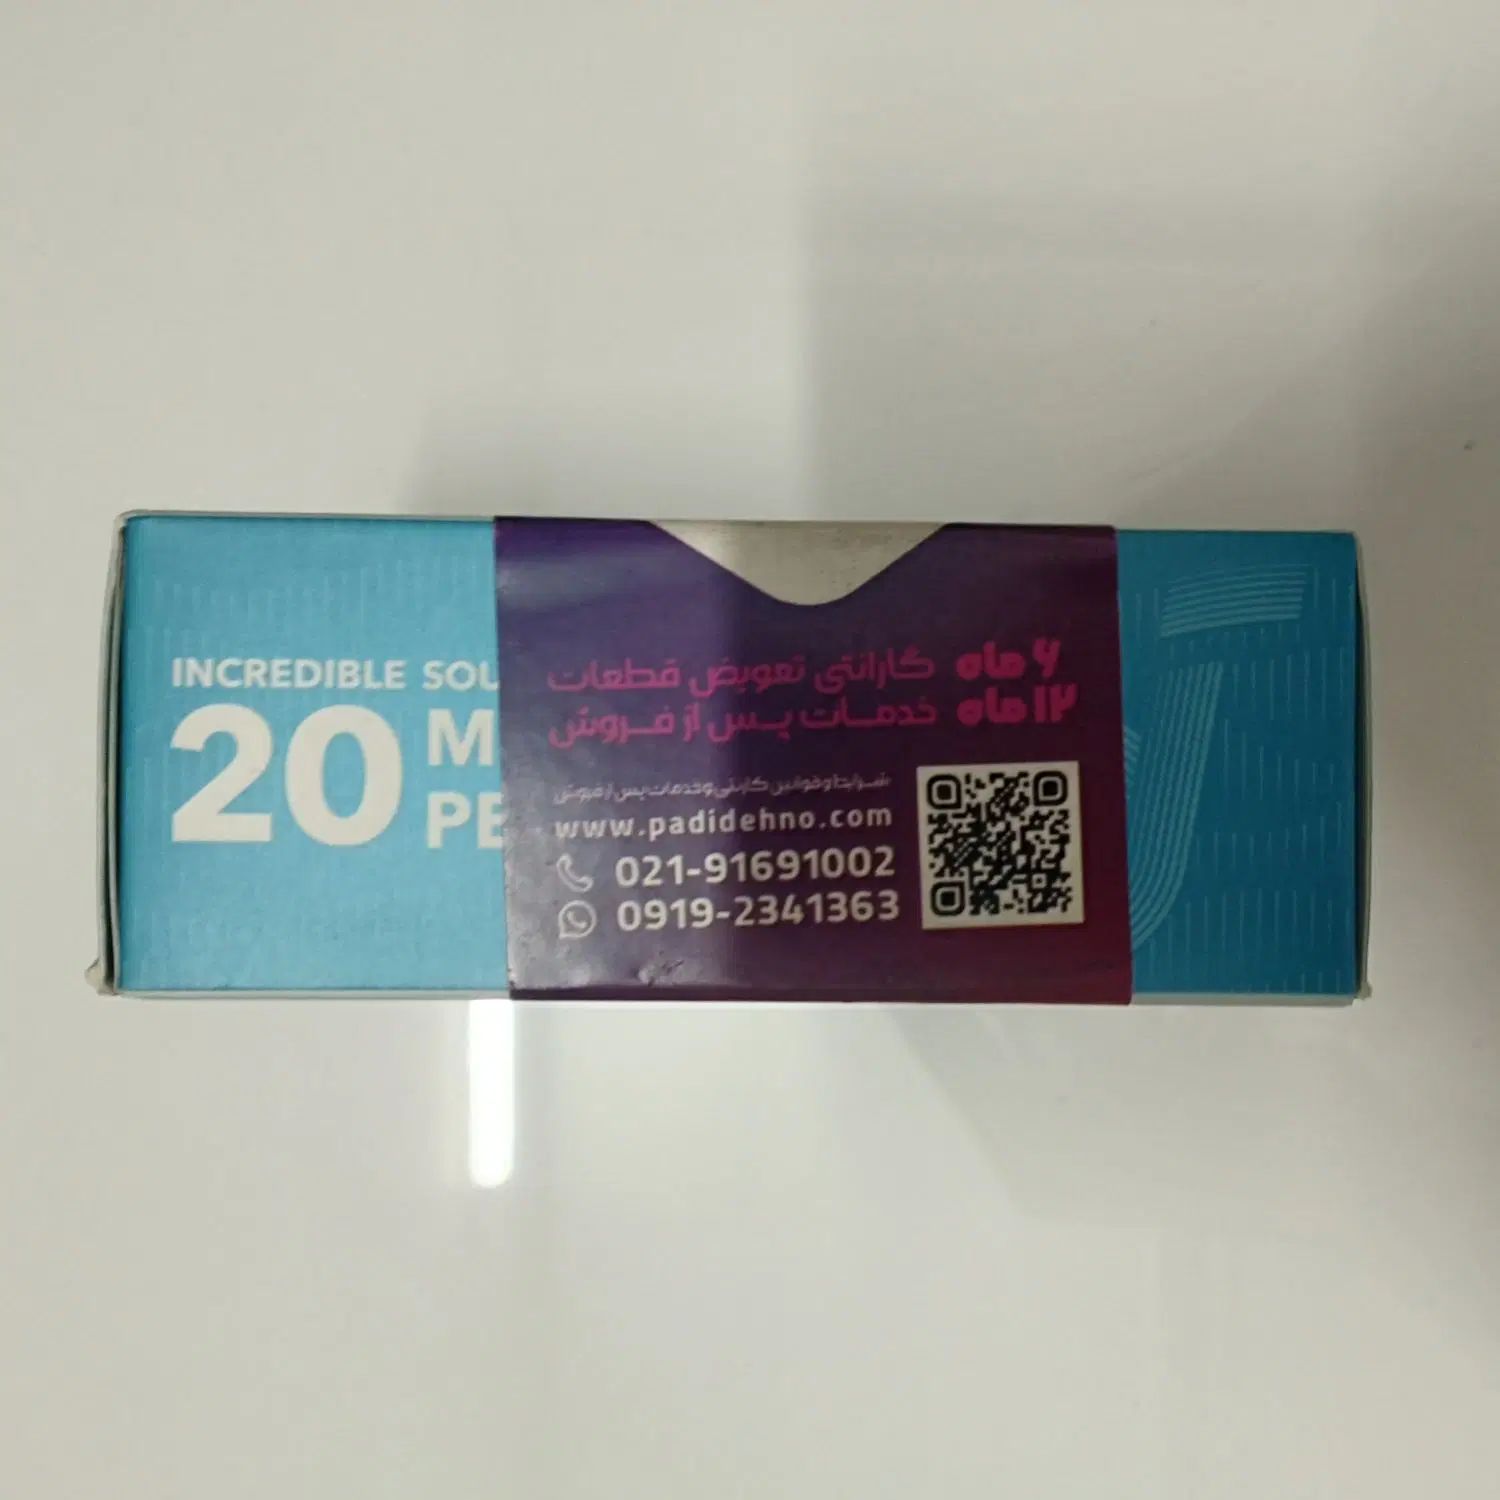 INCREDIBLE SOU
20 M
PE
۶ ماه گارانتی تعویض قطعات
۱۲ ماه خدمات پس از فروش
شرایط و قوانین گارانتی و خدمات پس از فروش
www.padidehno.com
021-91691002
0919-2341363